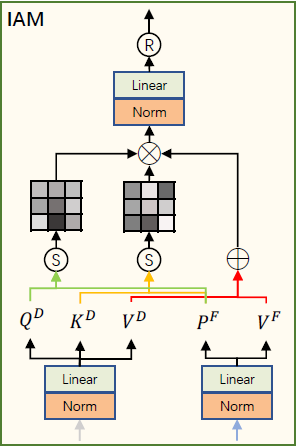 IAM
R
Linear
Norm
S S
Q^D K^D V^D P^F V^F
Linear Linear
Norm Norm